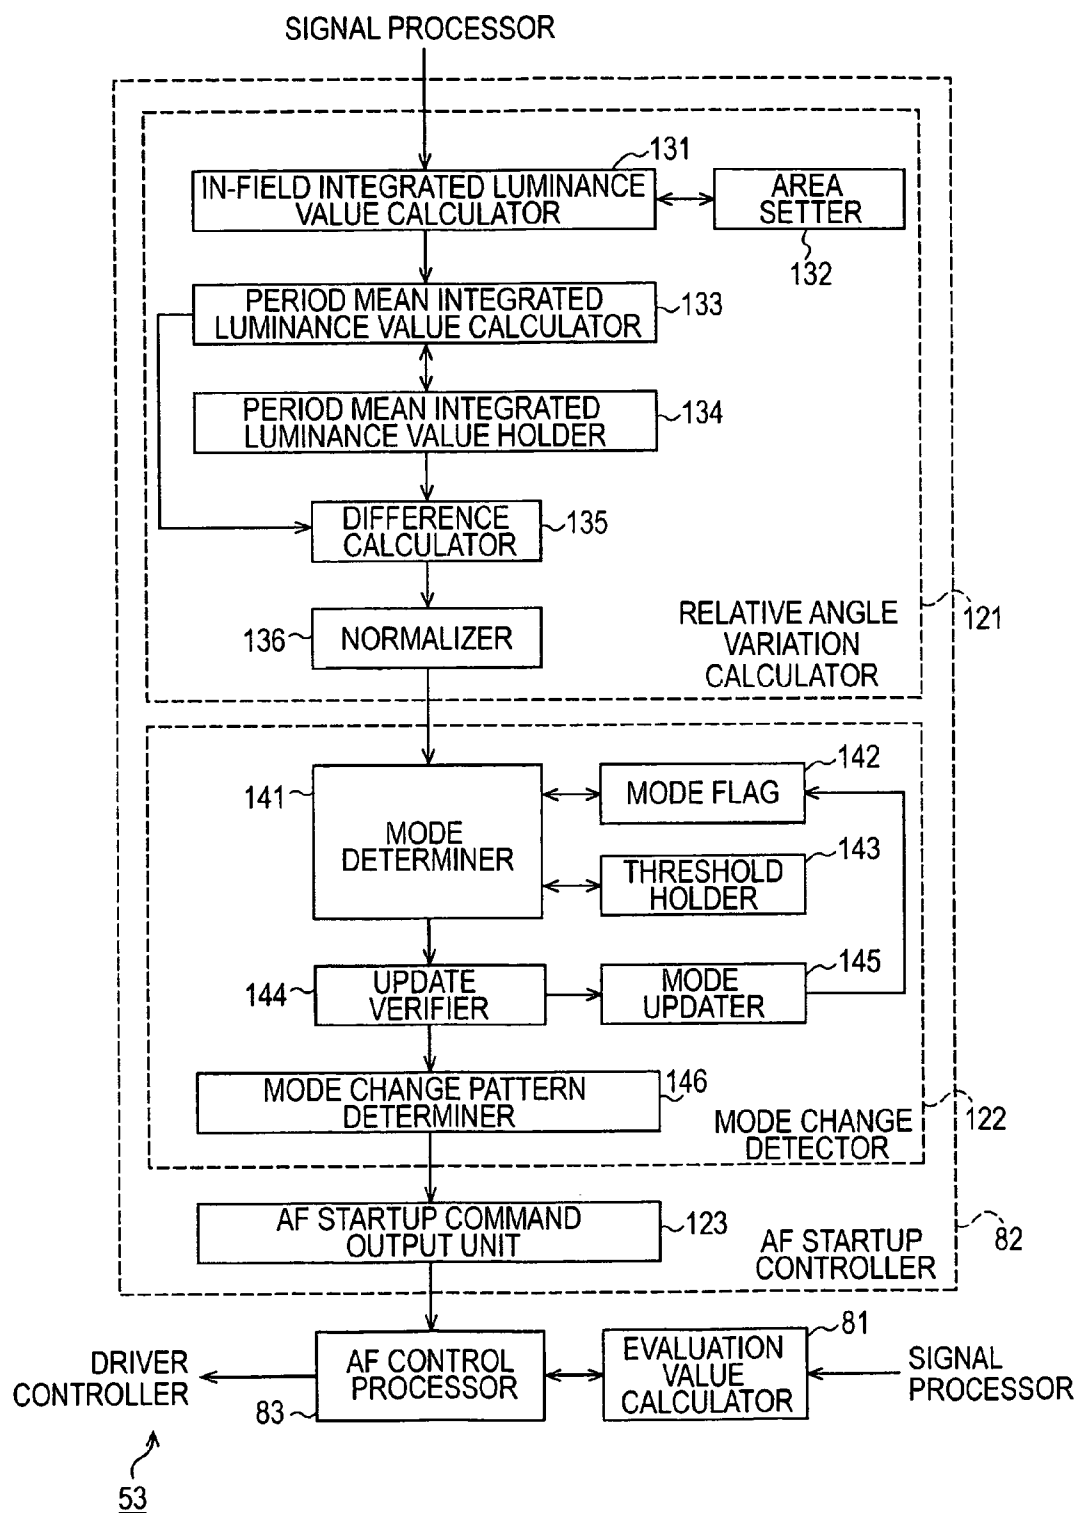 SIGNAL PROCESSOR
131
IN-FIELD INTEGRATED LUMINANCE
VALUE CALCULATOR
AREA
SETTER
132
PERIOD MEAN INTEGRATED
LUMINANCE VALUE CALCULATOR
133
PERIOD MEAN INTEGRATED
LUMINANCE VALUE HOLDER
134
DIFFERENCE
CALCULATOR
135
136
NORMALIZER
RELATIVE ANGLE
VARIATION
CALCULATOR
121
141
MODE
DETERMINER
142
MODE FLAG
143
THRESHOLD
HOLDER
144
UPDATE
VERIFIER
145
MODE
UPDATER
146
MODE CHANGE PATTERN
DETERMINER
MODE CHANGE
DETECTOR
122
AF STARTUP COMMAND
OUTPUT UNIT
123
AF STARTUP
CONTROLLER
82
DRIVER
CONTROLLER
AF CONTROL
PROCESSOR
83
81
EVALUATION
VALUE
CALCULATOR
SIGNAL
PROCESSOR
53